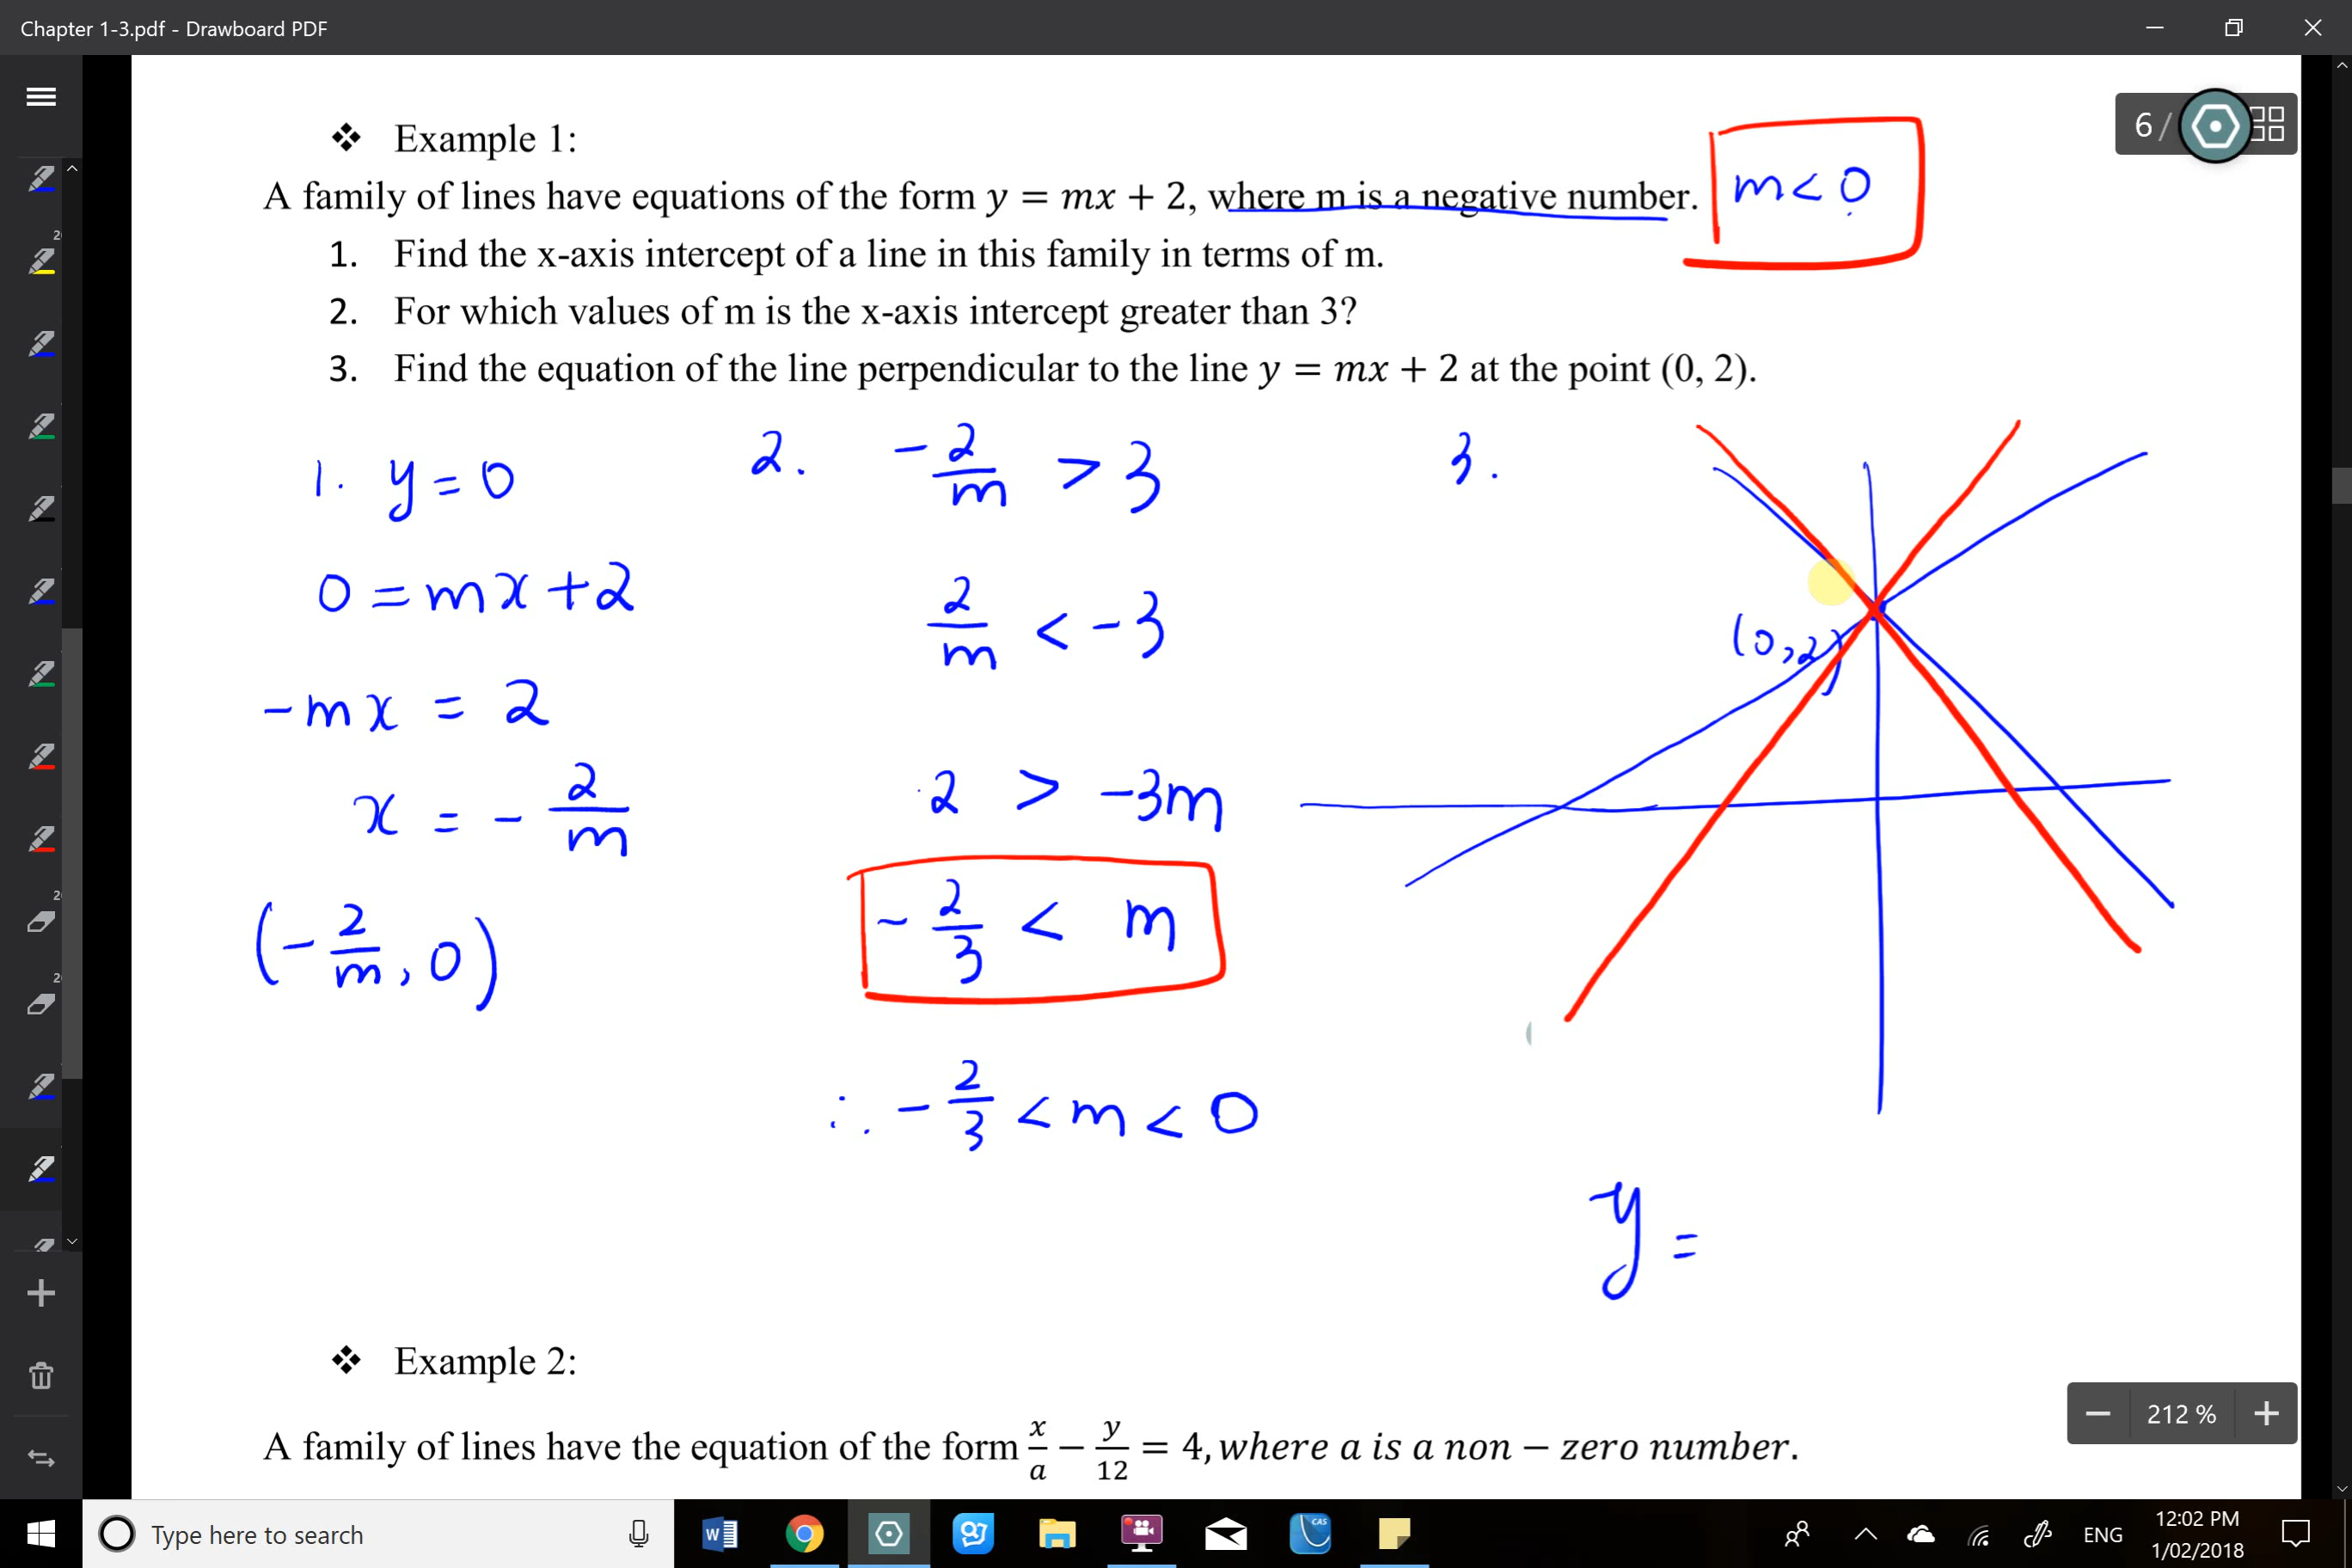 Chapter 1-3.pdf - Drawboard PDF
6 /
❖ Example 1:
A family of lines have equations of the form y = mx + 2, where m is a negative number.
m < 0
1. Find the x-axis intercept of a line in this family in terms of m.
2. For which values of m is the x-axis intercept greater than 3?
3. Find the equation of the line perpendicular to the line y = mx + 2 at the point (0, 2).
1. y = 0
0 = mx + 2
-mx = 2
x = - 2/m
(- 2/m, 0)
2. - 2/m > 3
2/m < -3
2 > -3m
- 2/3 < m
∴ - 2/3 < m < 0
3.
(0, 2)
y =
❖ Example 2:
A family of lines have the equation of the form x/a − y/12 = 4, where a is a non − zero number.
212 %
Type here to search
CAS
ENG
12:02 PM
1/02/2018